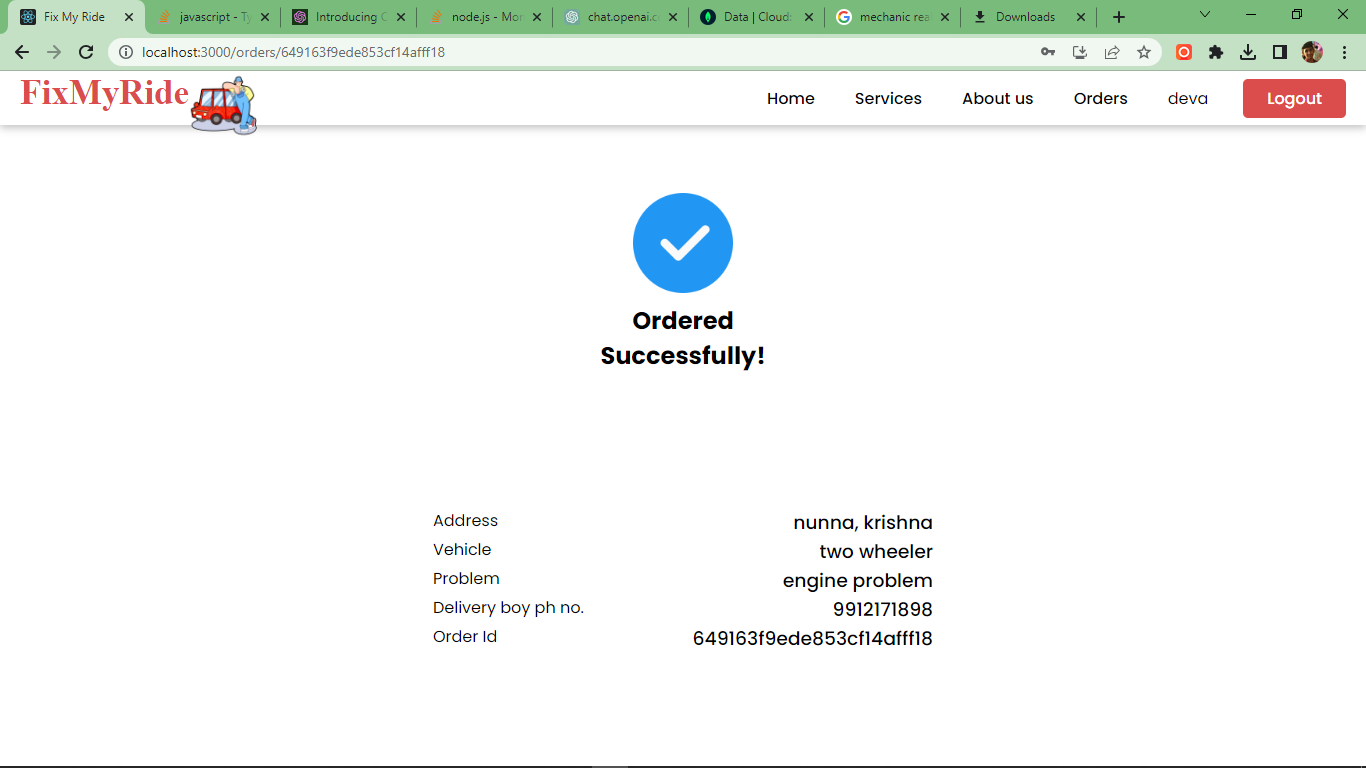 Fix My Ride
javascript - Ty
Introducing C
node.js - Mon
chat.openai.c
Data | Cloud:
mechanic rea
Downloads
localhost:3000/orders/649163f9ede853cf14afff18
FixMyRide
Home Services About us Orders deva Logout
Ordered
Successfully!
Address nunna, krishna
Vehicle two wheeler
Problem engine problem
Delivery boy ph no. 9912171898
Order Id 649163f9ede853cf14afff18